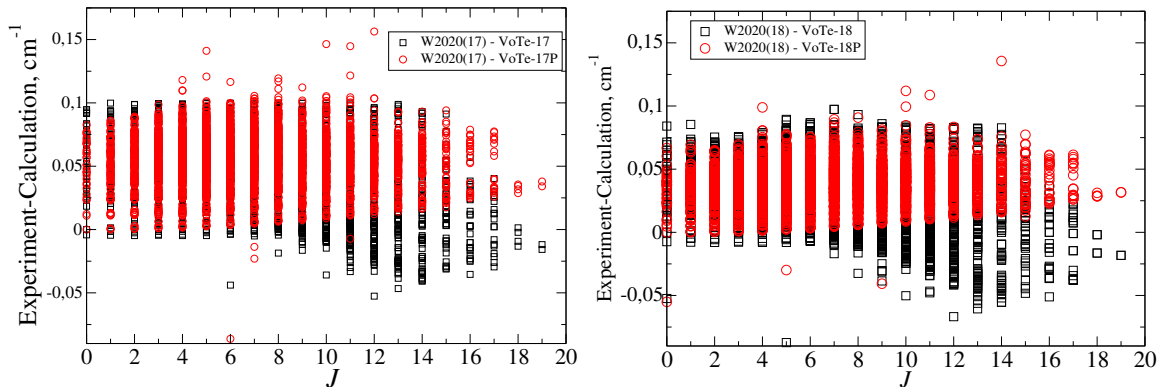 Experiment-Calculation, cm-1
0.15
0.1
0.05
0
-0.05
W2020(17) - VoTe-17
W2020(17) - VoTe-17P
0 2 4 6 8 10 12 14 16 18 20
J
Experiment-Calculation, cm-1
0.15
0.1
0.05
0
-0,05
W2020(18) - VoTe-18
W2020(18) - VoTe-18P
0 2 4 6 8 10 12 14 16 18 20
J